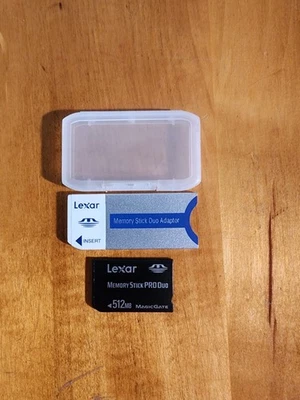 Lexar
Memory Stick Duo Adaptor
INSERT
Lexar
MEMORY STICK PRO DUO
512MB MAGICGATE